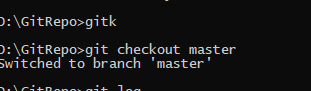 D:\GitRepo>gitk
D:\GitRepo>git checkout master
Switched to branch 'master'
D:\GitRepo>git log